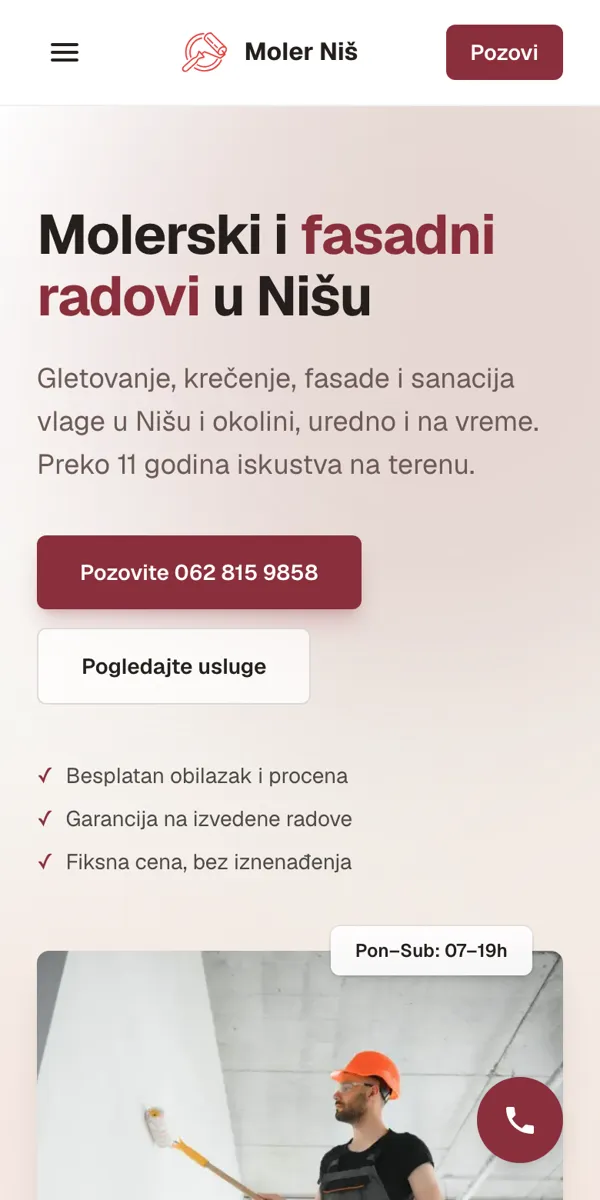 Moler Niš
Pozovi
Molerski i fasadni
radovi u Nišu
Gletovanje, krečenje, fasade i sanacija
vlage u Nišu i okolini, uredno i na vreme.
Preko 11 godina iskustva na terenu.
Pozovite 062 815 9858
Pogledajte usluge
✓ Besplatan obilazak i procena
✓ Garancija na izvedene radove
✓ Fiksna cena, bez iznenađenja
Pon–Sub: 07–19h